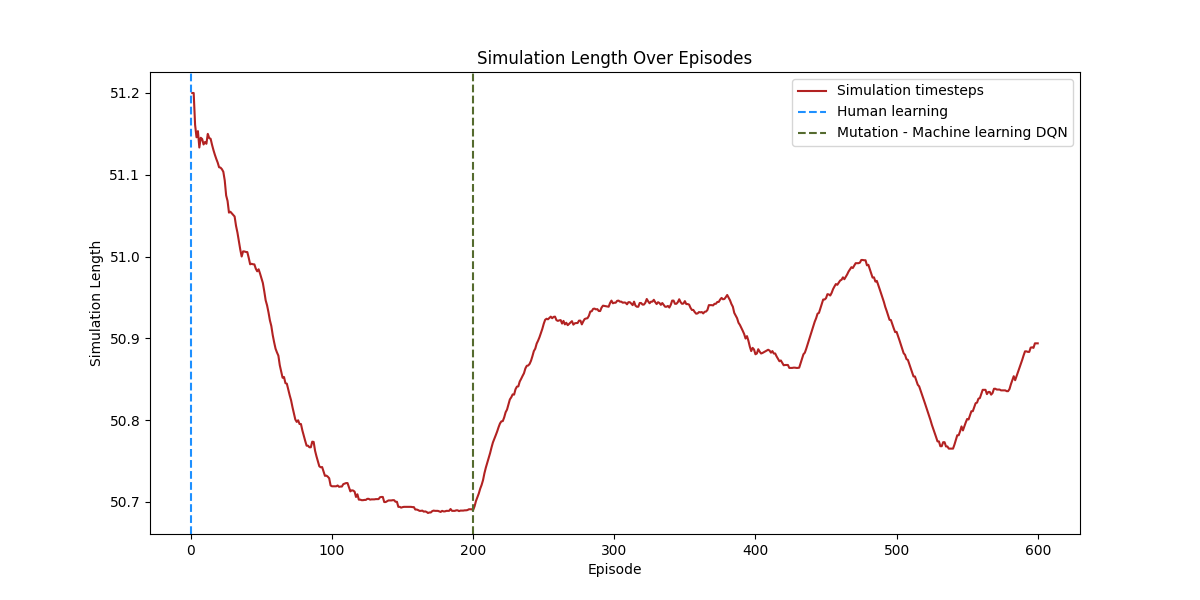 Simulation Length Over Episodes
Simulation timesteps
Human learning
Mutation - Machine learning DQN
Simulation Length
51.2
51.1
51.0
50.9
50.8
50.7
0 100 200 300 400 500 600
Episode